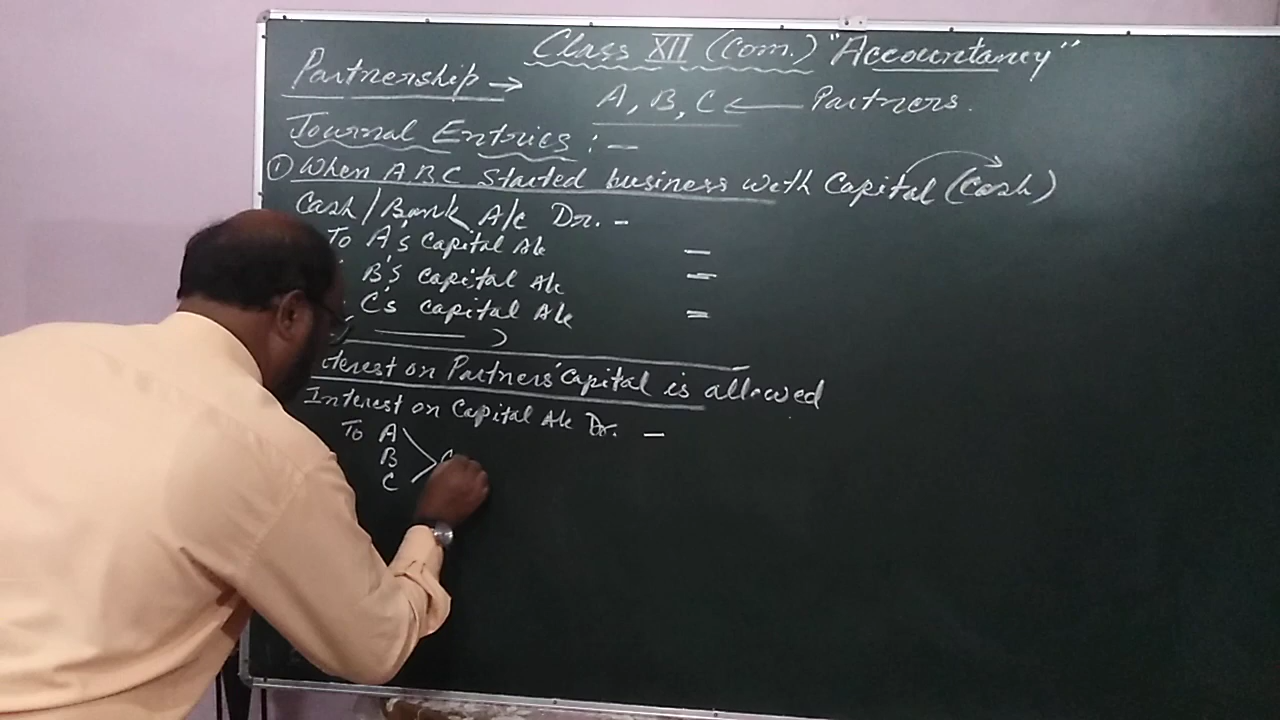 Class XII (Com.) "Accountancy"
Partnership →
A, B, C ← Partners.
Journal Entries :-
① When A B C Started business with Capital (Cash)
Cash/Bank A/c Dr. -
To A's Capital A/c =
B's Capital A/c =
C's Capital A/c =
terest on Partners' Capital is allowed
Interest on Capital A/c Dr. -
To A
B
C